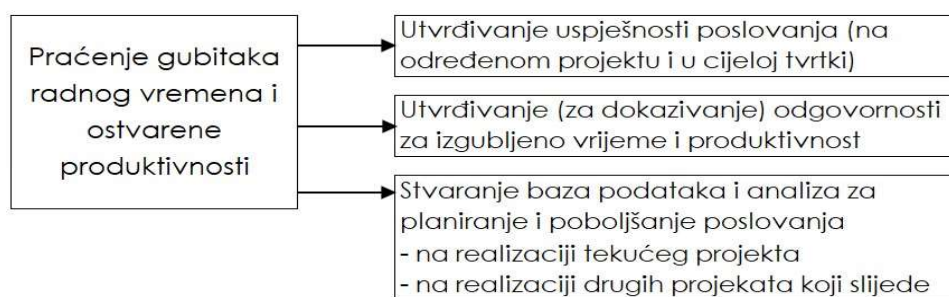 Praćenje gubitaka
radnog vremena i
ostvarene
produktivnosti
Utvrđivanje uspješnosti poslovanja (na
određenom projektu i u cijeloj tvrtki)
Utvrđivanje (za dokazivanje) odgovornosti
za izgubljeno vrijeme i produktivnost
Stvaranje baza podataka i analiza za
planiranje i poboljšanje poslovanja
- na realizaciji tekućeg projekta
- na realizaciji drugih projekata koji slijede